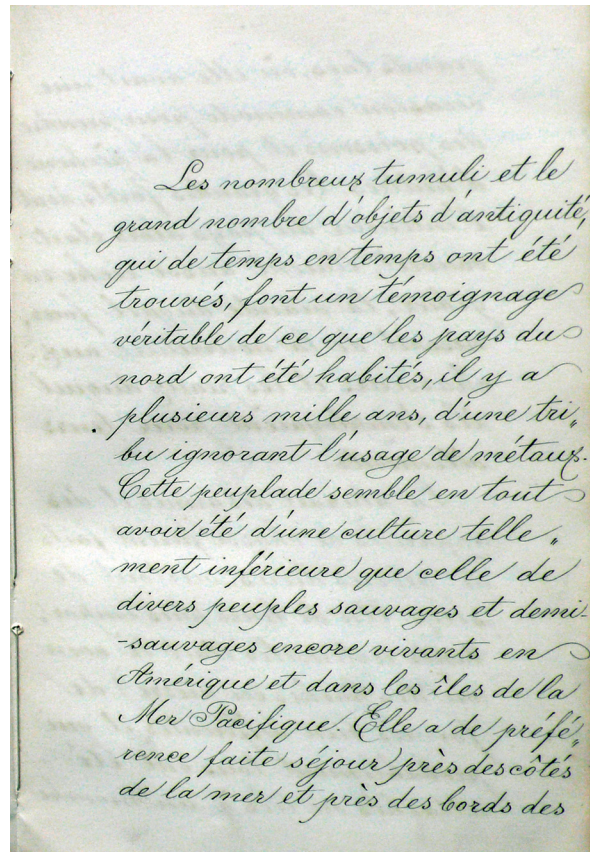 Les nombreux tumuli et le
grand nombre d'objets d'antiquité,
qui de temps en temps ont été
trouvés, font un témoignage
véritable de ce que les pays du
nord ont été habités, il y a
plusieurs mille ans, d'une tri„
bu ignorant l'usage de métaux.
Cette peuplade semble en tout
avoir été d'une culture telle„
ment inférieure que celle de
divers peuples sauvages et demi-
-sauvages encore vivants en
Amérique et dans les îles de la
Mer Pacifique. Elle a de préfé„
rence faite séjour près des côtés
de la mer et près des bords des